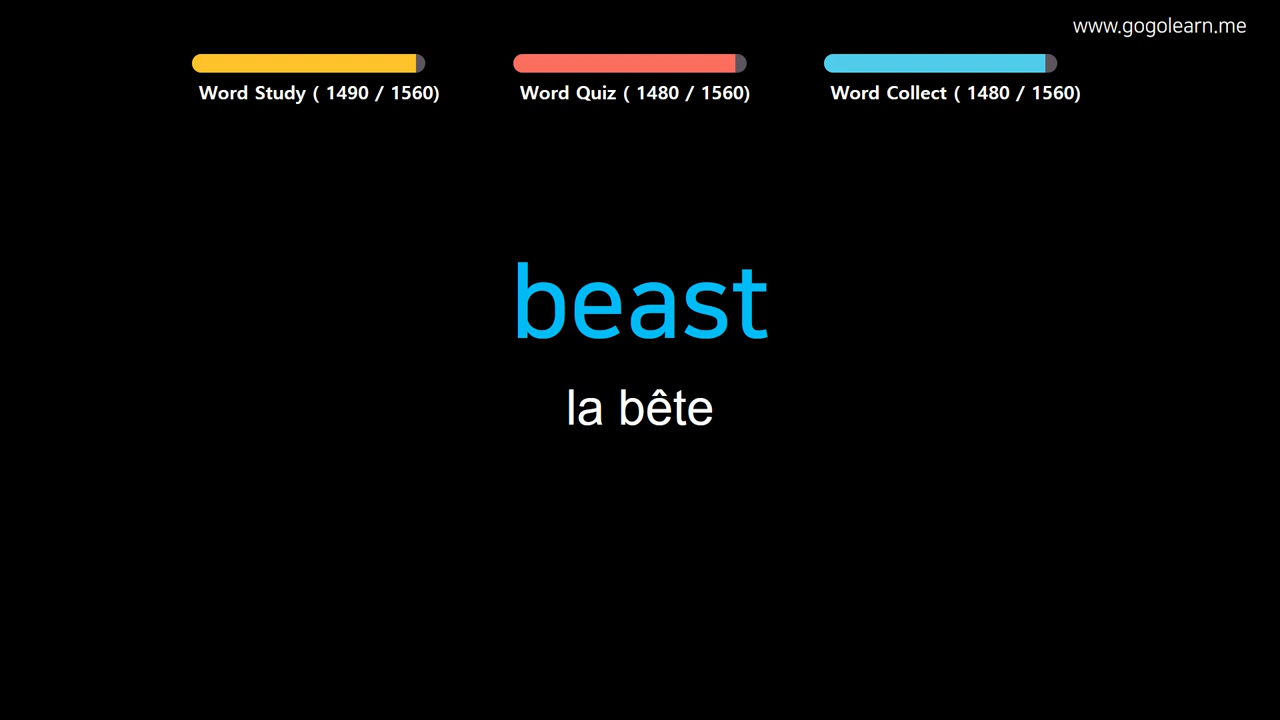 www.gogolearn.me
Word Study ( 1490 / 1560)
Word Quiz ( 1480 / 1560)
Word Collect ( 1480 / 1560)
beast
la bête